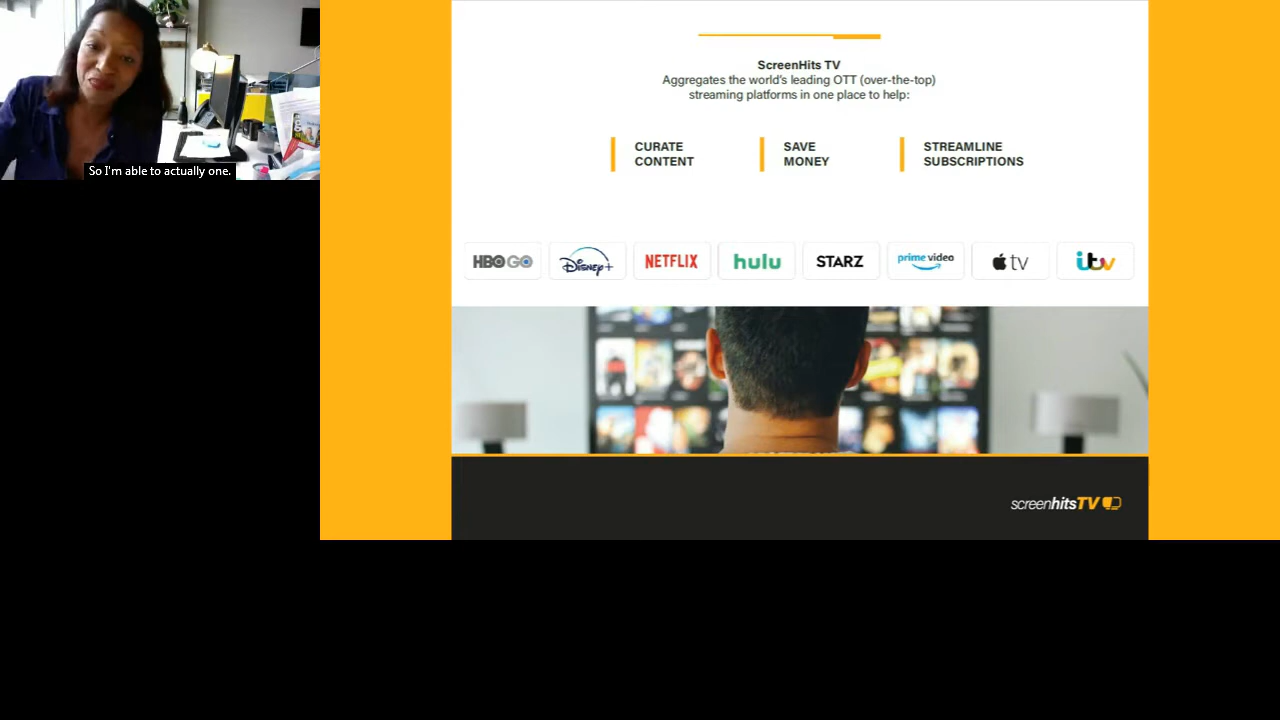 So I'm able to actually one.
ScreenHits TV
Aggregates the world's leading OTT (over-the-top)
streaming platforms in one place to help:
CURATE
CONTENT
SAVE
MONEY
STREAMLINE
SUBSCRIPTIONS
HBO GO
Disney+
NETFLIX
hulu
STARZ
prime video
tv
itv
screenhitsTV